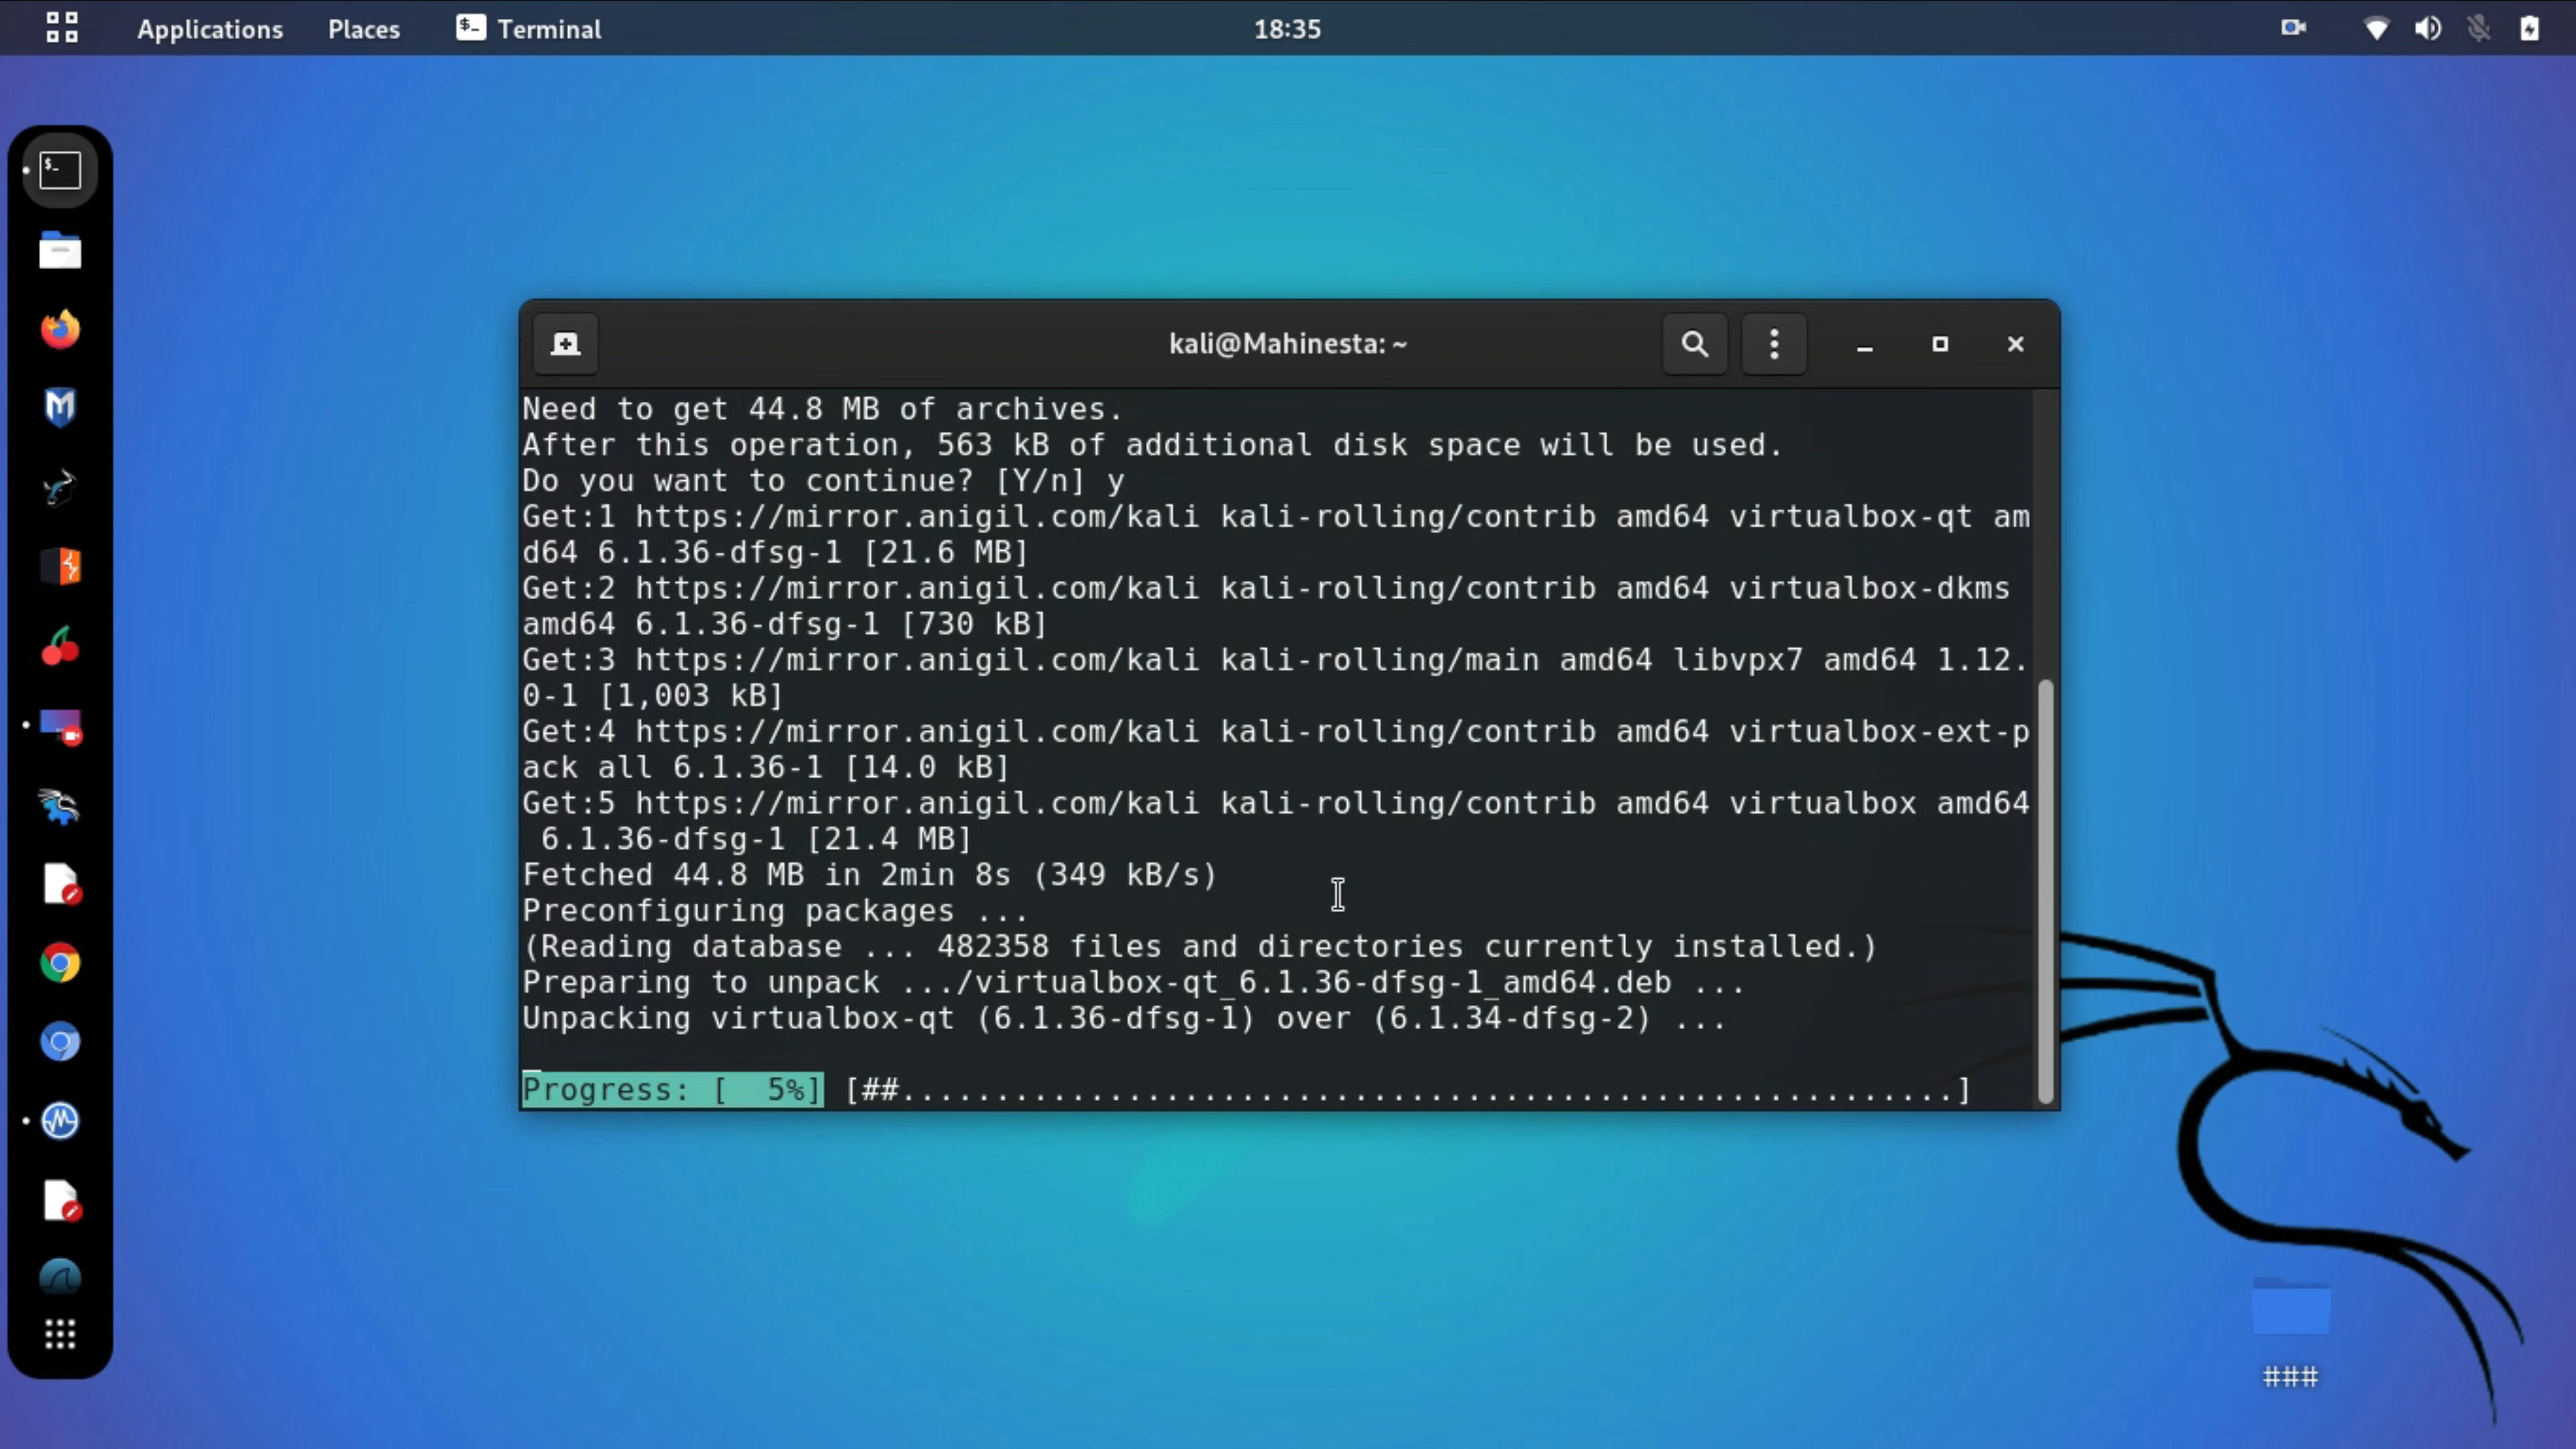 Applications Places Terminal 18:35
kali@Mahinesta: ~
Need to get 44.8 MB of archives.
After this operation, 563 kB of additional disk space will be used.
Do you want to continue? [Y/n] y
Get:1 https://mirror.anigil.com/kali kali-rolling/contrib amd64 virtualbox-qt am
d64 6.1.36-dfsg-1 [21.6 MB]
Get:2 https://mirror.anigil.com/kali kali-rolling/contrib amd64 virtualbox-dkms
amd64 6.1.36-dfsg-1 [730 kB]
Get:3 https://mirror.anigil.com/kali kali-rolling/main amd64 libvpx7 amd64 1.12.
0-1 [1,003 kB]
Get:4 https://mirror.anigil.com/kali kali-rolling/contrib amd64 virtualbox-ext-p
ack all 6.1.36-1 [14.0 kB]
Get:5 https://mirror.anigil.com/kali kali-rolling/contrib amd64 virtualbox amd64
 6.1.36-dfsg-1 [21.4 MB]
Fetched 44.8 MB in 2min 8s (349 kB/s)
Preconfiguring packages ...
(Reading database ... 482358 files and directories currently installed.)
Preparing to unpack .../virtualbox-qt_6.1.36-dfsg-1_amd64.deb ...
Unpacking virtualbox-qt (6.1.36-dfsg-1) over (6.1.34-dfsg-2) ...
Progress: [  5%] [##........................................................]
###